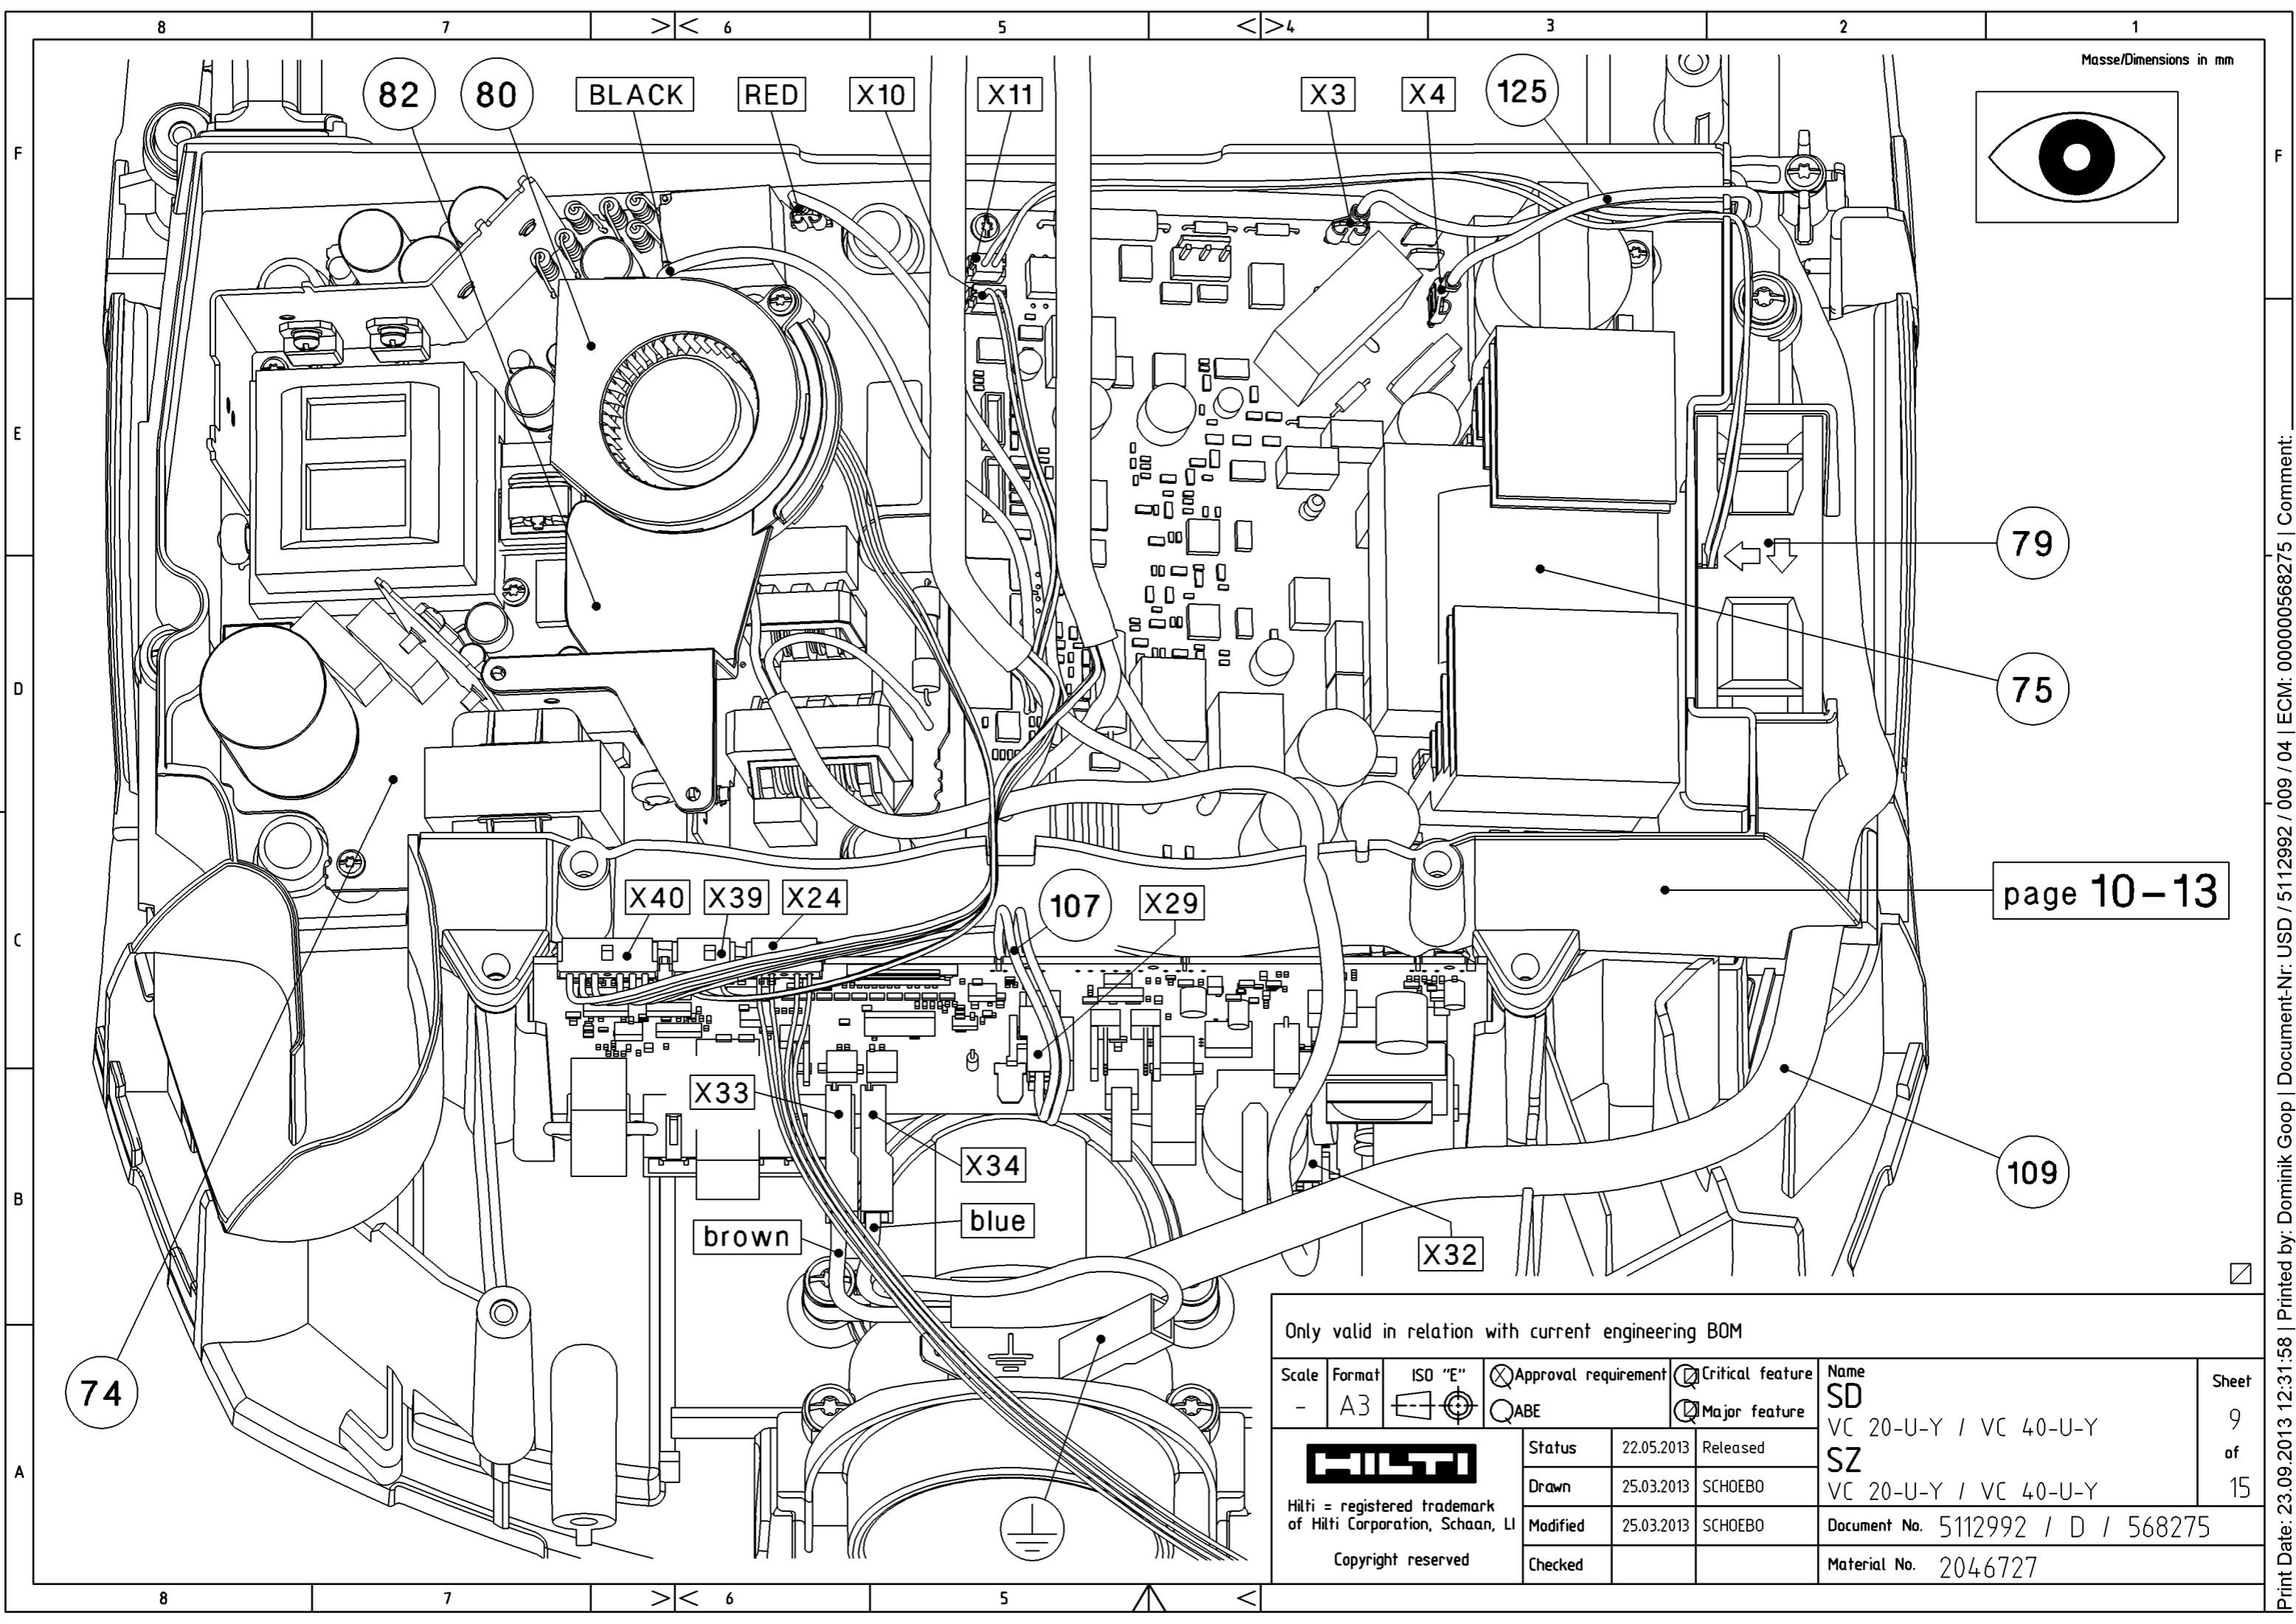 8 7 >|< 6 5 <|> 4 3 2 1
Masse/Dimensions in mm
82 80 BLACK RED X10 X11 X3 X4 125
F F
E
79
D
75
X40 X39 X24 107 X29
page 10-13
C
X33
X34
109
B
brown
blue
X32
74
A
Only valid in relation with current engineering BOM
Scale
-
Format
A3
ISO "E"
X Approval requirement
ABE
Critical feature
Major feature
Name
SD
VC 20-U-Y / VC 40-U-Y
SZ
VC 20-U-Y / VC 40-U-Y
Sheet
9
of
15
HILTI
Hilti = registered trademark
of Hilti Corporation, Schaan, LI
Copyright reserved
Status 22.05.2013 Released
Drawn 25.03.2013 SCHOEBO
Modified 25.03.2013 SCHOEBO
Checked
Document No. 5112992 / D / 568275
Material No. 2046727
8 7 >|< 6 5 <|
Print Date: 23.09.2013 12:31:58 | Printed by: Dominik Goop | Document-Nr: USD / 5112992 / 009 / 04 | ECM: 000000568275 | Comment: